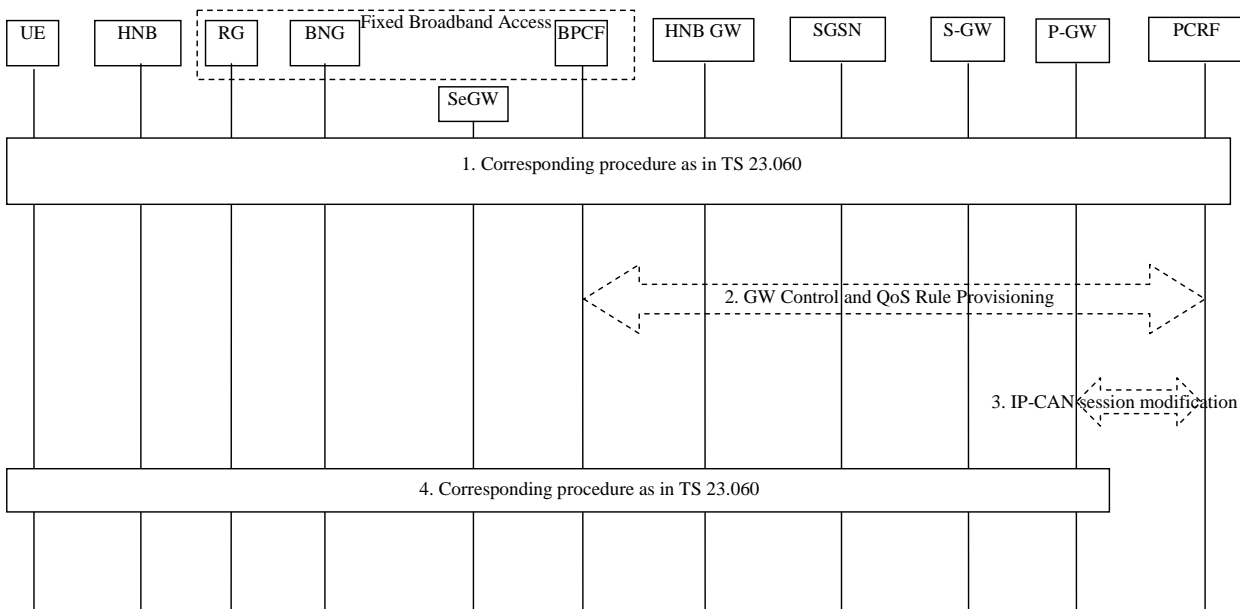 Fixed Broadband Access
UE
HNB
RG
BNG
BPCF
HNB GW
SGSN
S-GW
P-GW
PCRF
SeGW
1. Corresponding procedure as in TS 23.060
2. GW Control and QoS Rule Provisioning
3. IP-CAN session modification
4. Corresponding procedure as in TS 23.060